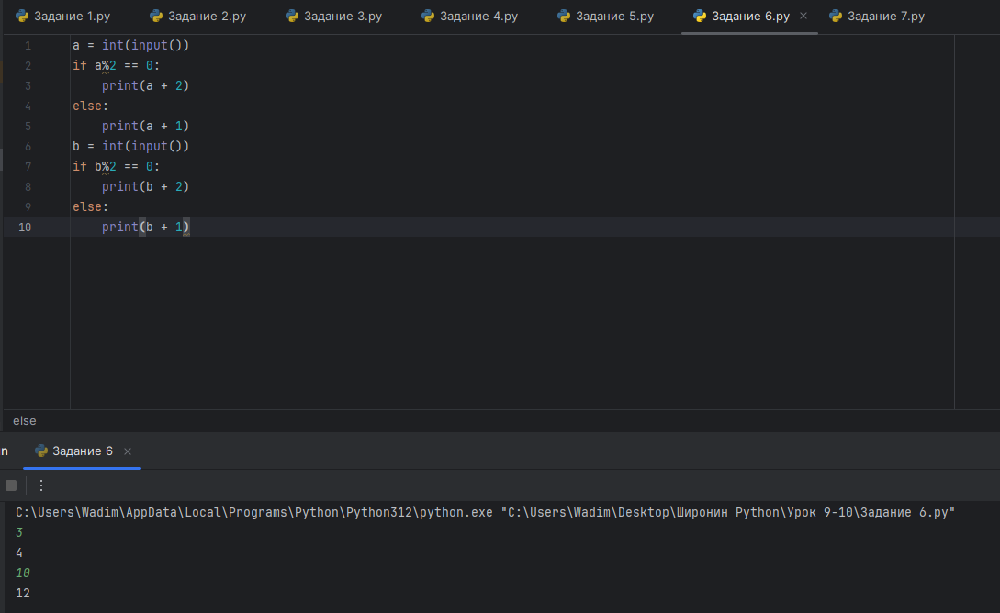 Задание 1.py Задание 2.py Задание 3.py Задание 4.py Задание 5.py Задание 6.py Задание 7.py
1 a = int(input())
2 if a%2 == 0:
3     print(a + 2)
4 else:
5     print(a + 1)
6 b = int(input())
7 if b%2 == 0:
8     print(b + 2)
9 else:
10     print(b + 1)
else
n Задание 6
C:\Users\Wadim\AppData\Local\Programs\Python\Python312\python.exe "C:\Users\Wadim\Desktop\Широнин Python\Урок 9-10\Задание 6.py"
3
4
10
12